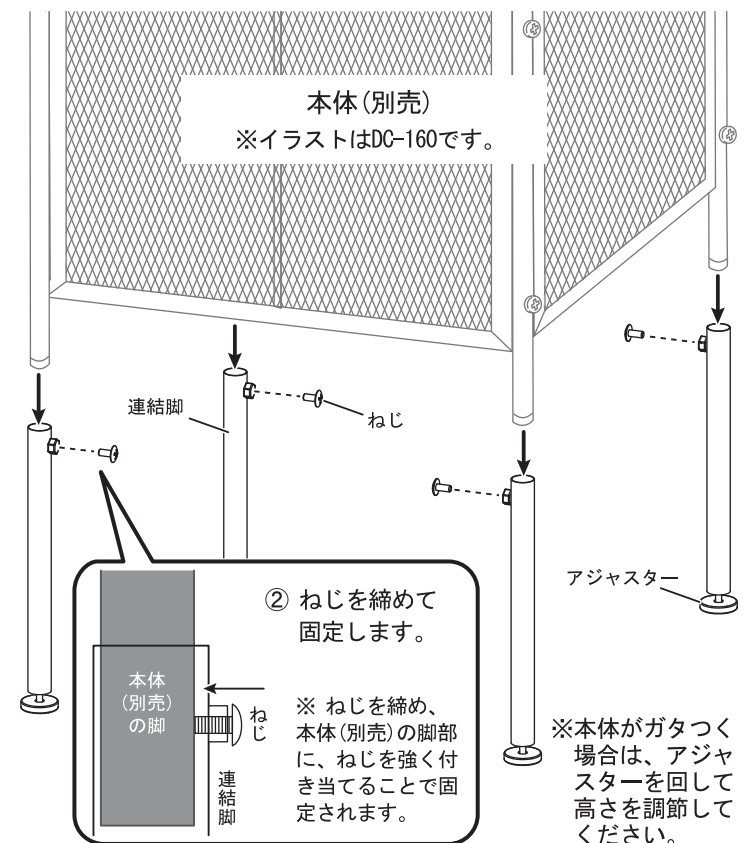 本体(別売)
※イラストはDC-160です。
連結脚
ねじ
アジャスター
② ねじを締めて
固定します。
本体
(別売)
の脚
ねじ
連結脚
※ ねじを締め、
本体(別売)の脚部
に、ねじを強く付
き当てることで固
定されます。
※本体がガタつく
場合は、アジャ
スターを回して
高さを調節して
ください。